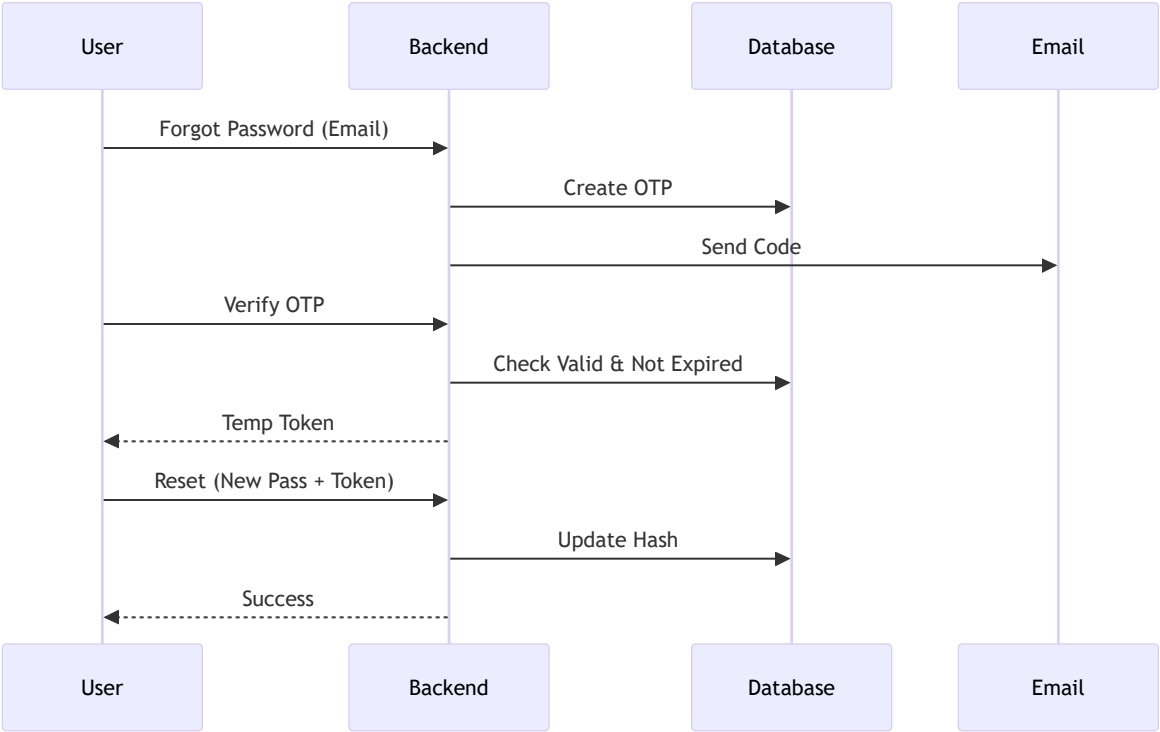 User
Backend
Database
Email
Forgot Password (Email)
Create OTP
Send Code
Verify OTP
Check Valid & Not Expired
Temp Token
Reset (New Pass + Token)
Update Hash
Success
User
Backend
Database
Email